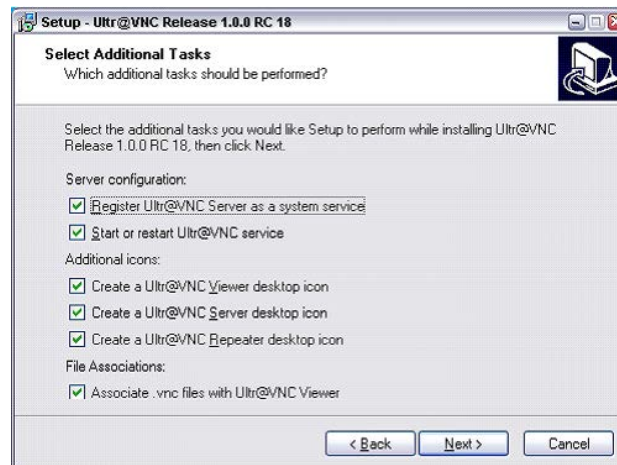 Setup - Ultr@VNC Release 1.0.0 RC 18
Select Additional Tasks
Which additional tasks should be performed?
Select the additional tasks you would like Setup to perform while installing Ultr@VNC
Release 1.0.0 RC 18, then click Next.
Server configuration:
Register Ultr@VNC Server as a system service
Start or restart Ultr@VNC service
Additional icons:
Create a Ultr@VNC Viewer desktop icon
Create a Ultr@VNC Server desktop icon
Create a Ultr@VNC Repeater desktop icon
File Associations:
Associate .vnc files with Ultr@VNC Viewer
< Back
Next >
Cancel